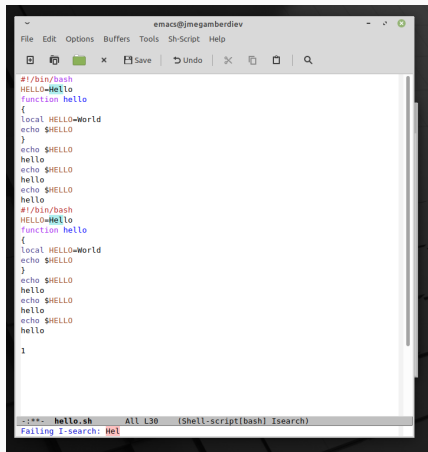 emacs@jmegamberdiev
File Edit Options Buffers Tools Sh-Script Help
Save Undo
#!/bin/bash
HELLO=Hello
function hello
{
local HELLO=World
echo $HELLO
}
echo $HELLO
hello
echo $HELLO
hello
echo $HELLO
hello
#!/bin/bash
HELLO=Hello
function hello
{
local HELLO=World
echo $HELLO
}
echo $HELLO
hello
echo $HELLO
hello
echo $HELLO
hello
1
-:**- hello.sh All L30 (Shell-script[bash] Isearch)
Failing I-search: Hel